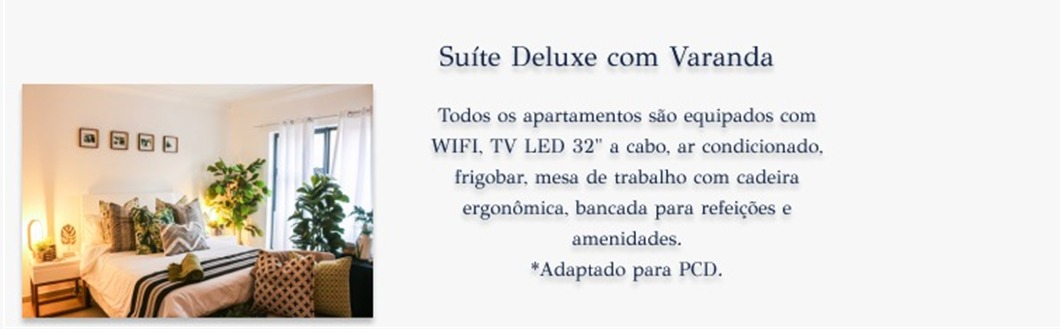 Suíte Deluxe com Varanda
Todos os apartamentos são equipados com
WIFI, TV LED 32" a cabo, ar condicionado,
frigobar, mesa de trabalho com cadeira
ergonômica, bancada para refeições e
amenidades.
*Adaptado para PCD.